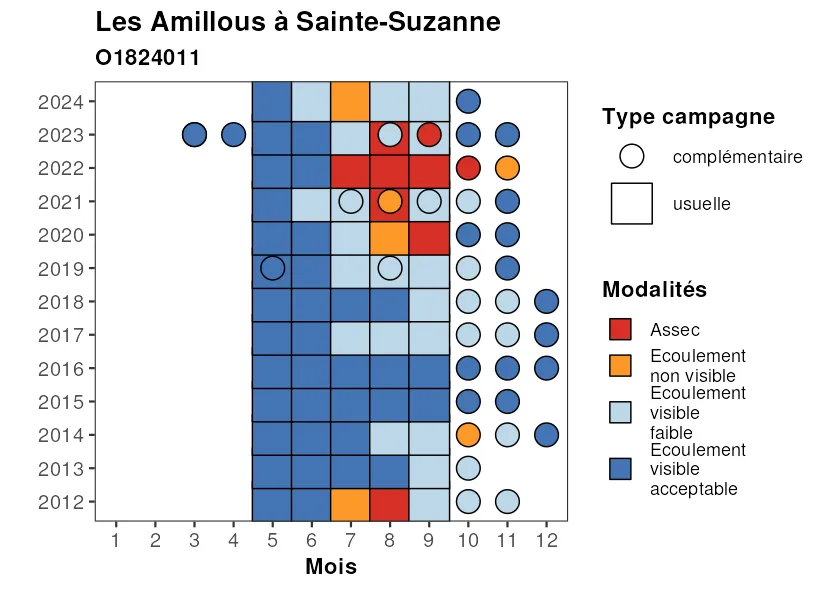 Les Amillous à Sainte-Suzanne
O1824011
2024
2023
2022
2021
2020
2019
2018
2017
2016
2015
2014
2013
2012
1 2 3 4 5 6 7 8 9 10 11 12
Mois
Type campagne
complémentaire
usuelle
Modalités
Assec
Ecoulement
non visible
Ecoulement
visible
faible
Ecoulement
visible
acceptable